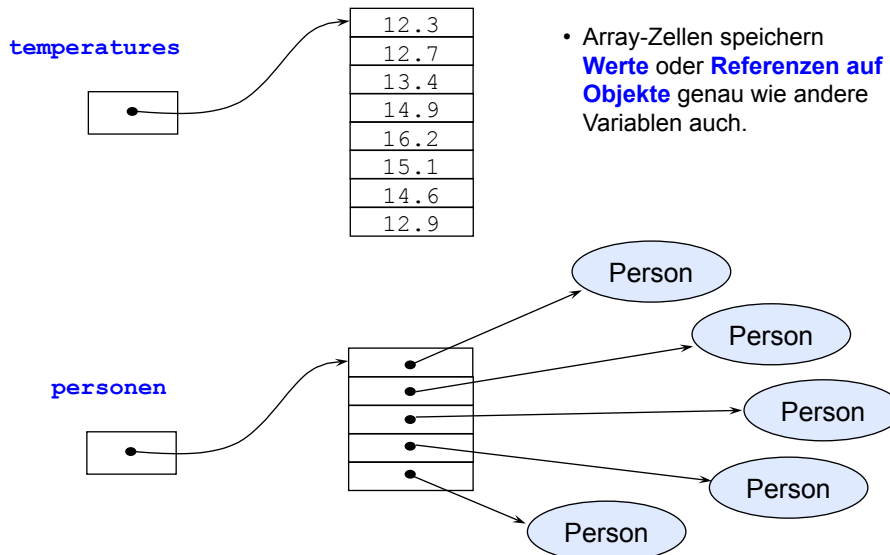 temperatures
12.3
12.7
13.4
14.9
16.2
15.1
14.6
12.9
• Array-Zellen speichern
Werte oder Referenzen auf
Objekte genau wie andere
Variablen auch.
personen
Person
Person
Person
Person
Person